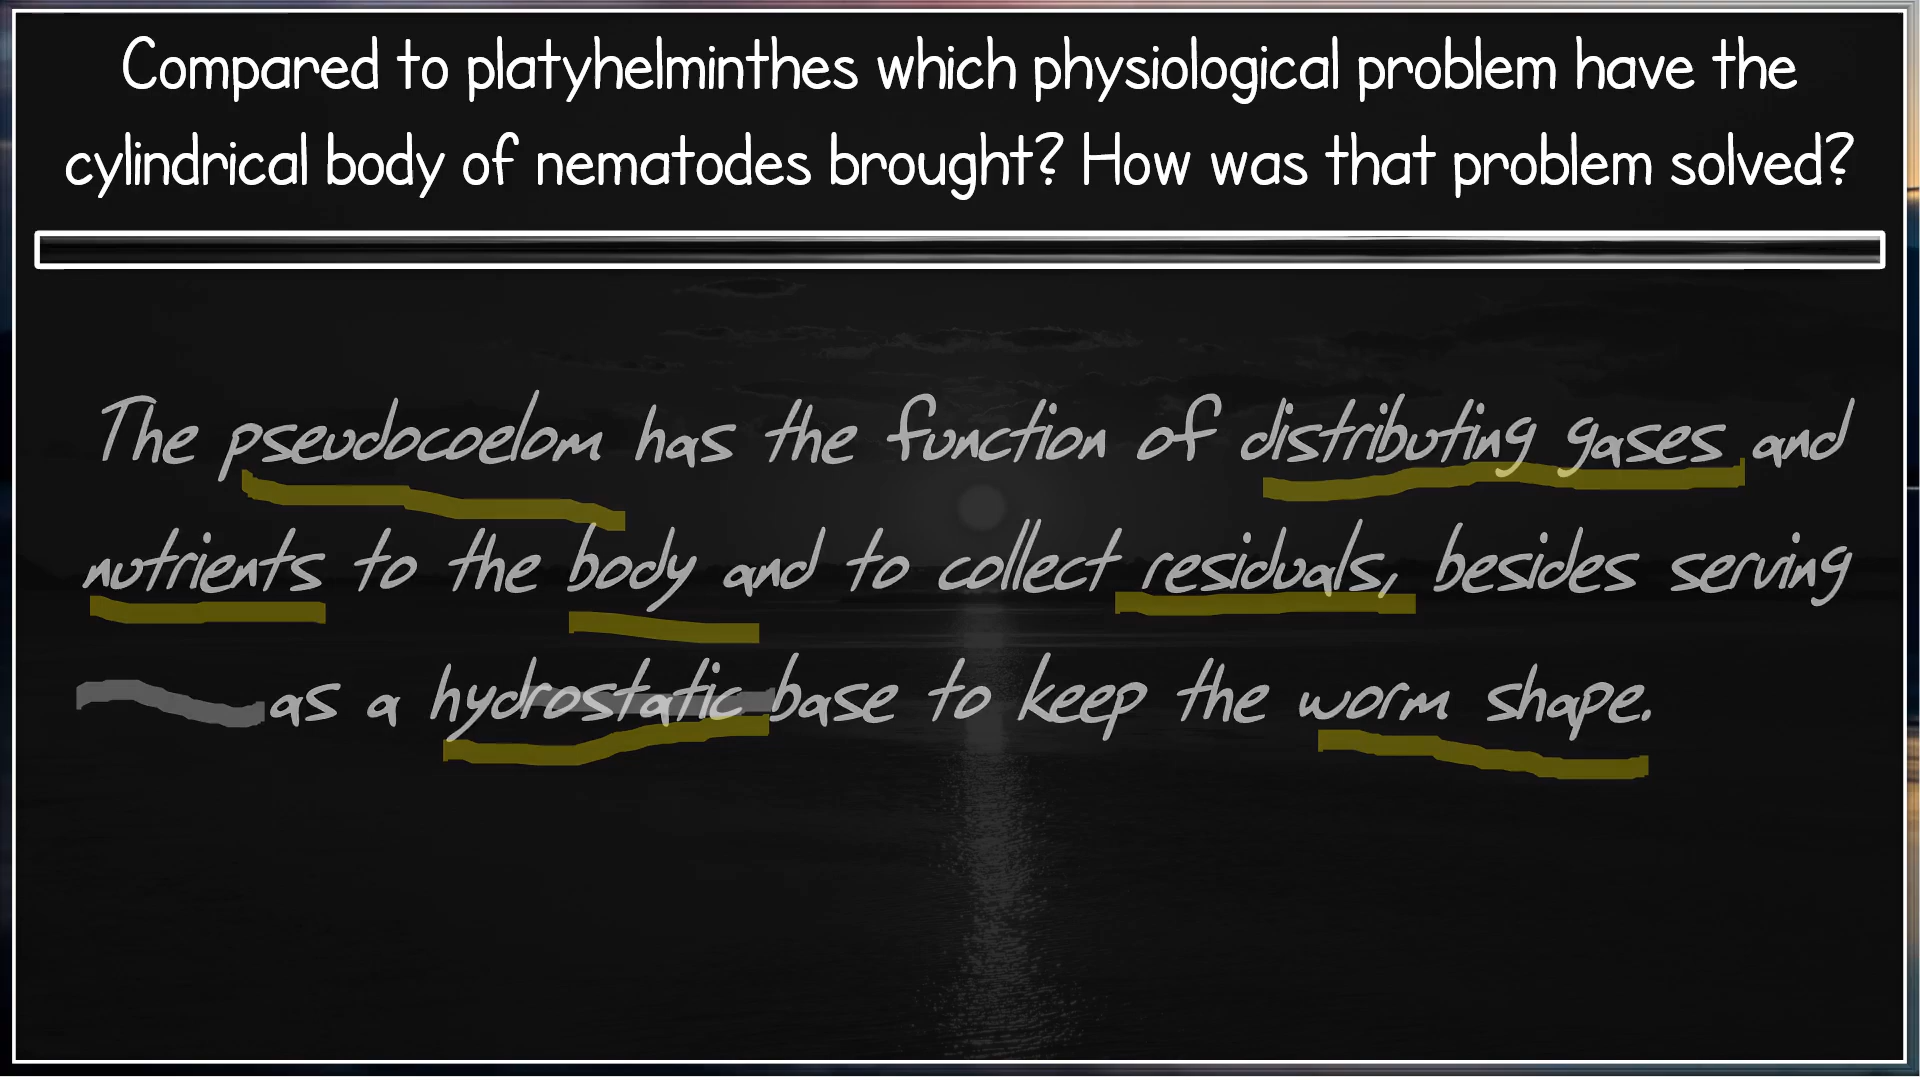 Compared to platyhelminthes which physiological problem have the
cylindrical body of nematodes brought? How was that problem solved?
The pseudocoelom has the function of distributing gases and
nutrients to the body and to collect residuals, besides serving
as a hydrostatic base to keep the worm shape.